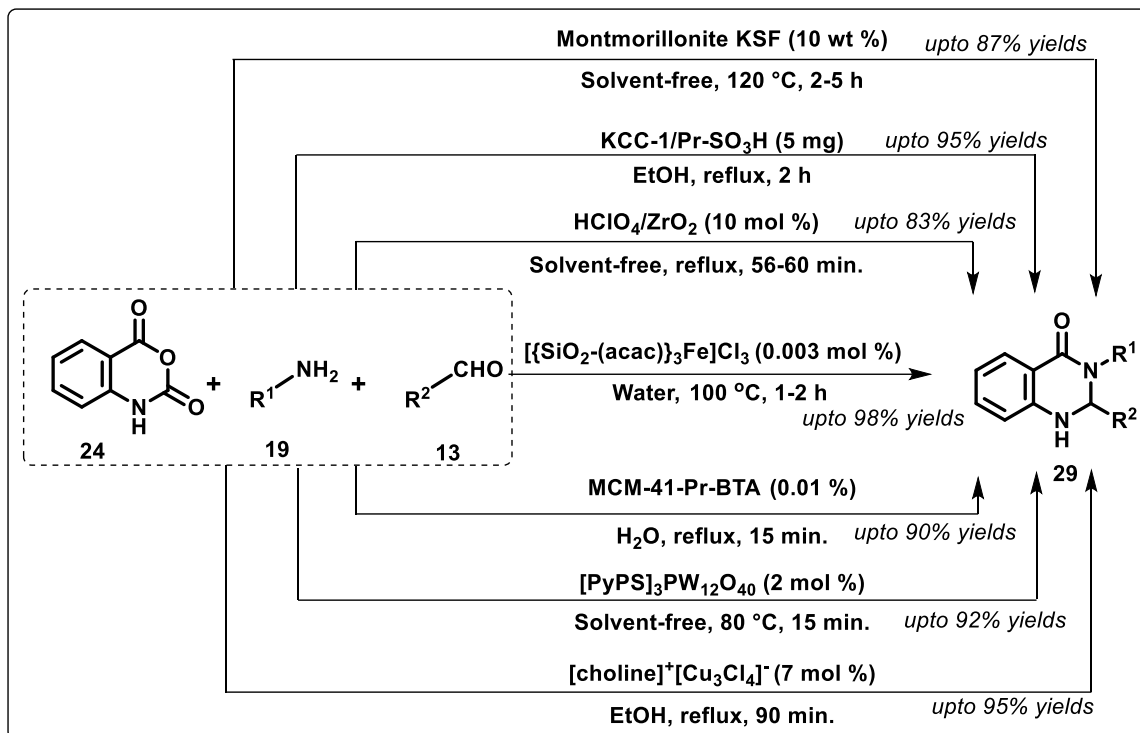 Montmorillonite KSF (10 wt %) upto 87% yields
Solvent-free, 120 °C, 2-5 h
KCC-1/Pr-SO₃H (5 mg) upto 95% yields
EtOH, reflux, 2 h
HClO₄/ZrO₂ (10 mol %) upto 83% yields
Solvent-free, reflux, 56-60 min.
O
O
O
N
H
24
+
R¹
NH₂
19
+
R²
CHO
13
[{SiO₂-(acac)}₃Fe]Cl₃ (0.003 mol %)
Water, 100 °C, 1-2 h
upto 98% yields
O
N
R¹
N
H
R²
29
MCM-41-Pr-BTA (0.01 %)
H₂O, reflux, 15 min. upto 90% yields
[PyPS]₃PW₁₂O₄₀ (2 mol %)
Solvent-free, 80 °C, 15 min. upto 92% yields
[choline]⁺[Cu₃Cl₄]⁻ (7 mol %)
EtOH, reflux, 90 min. upto 95% yields